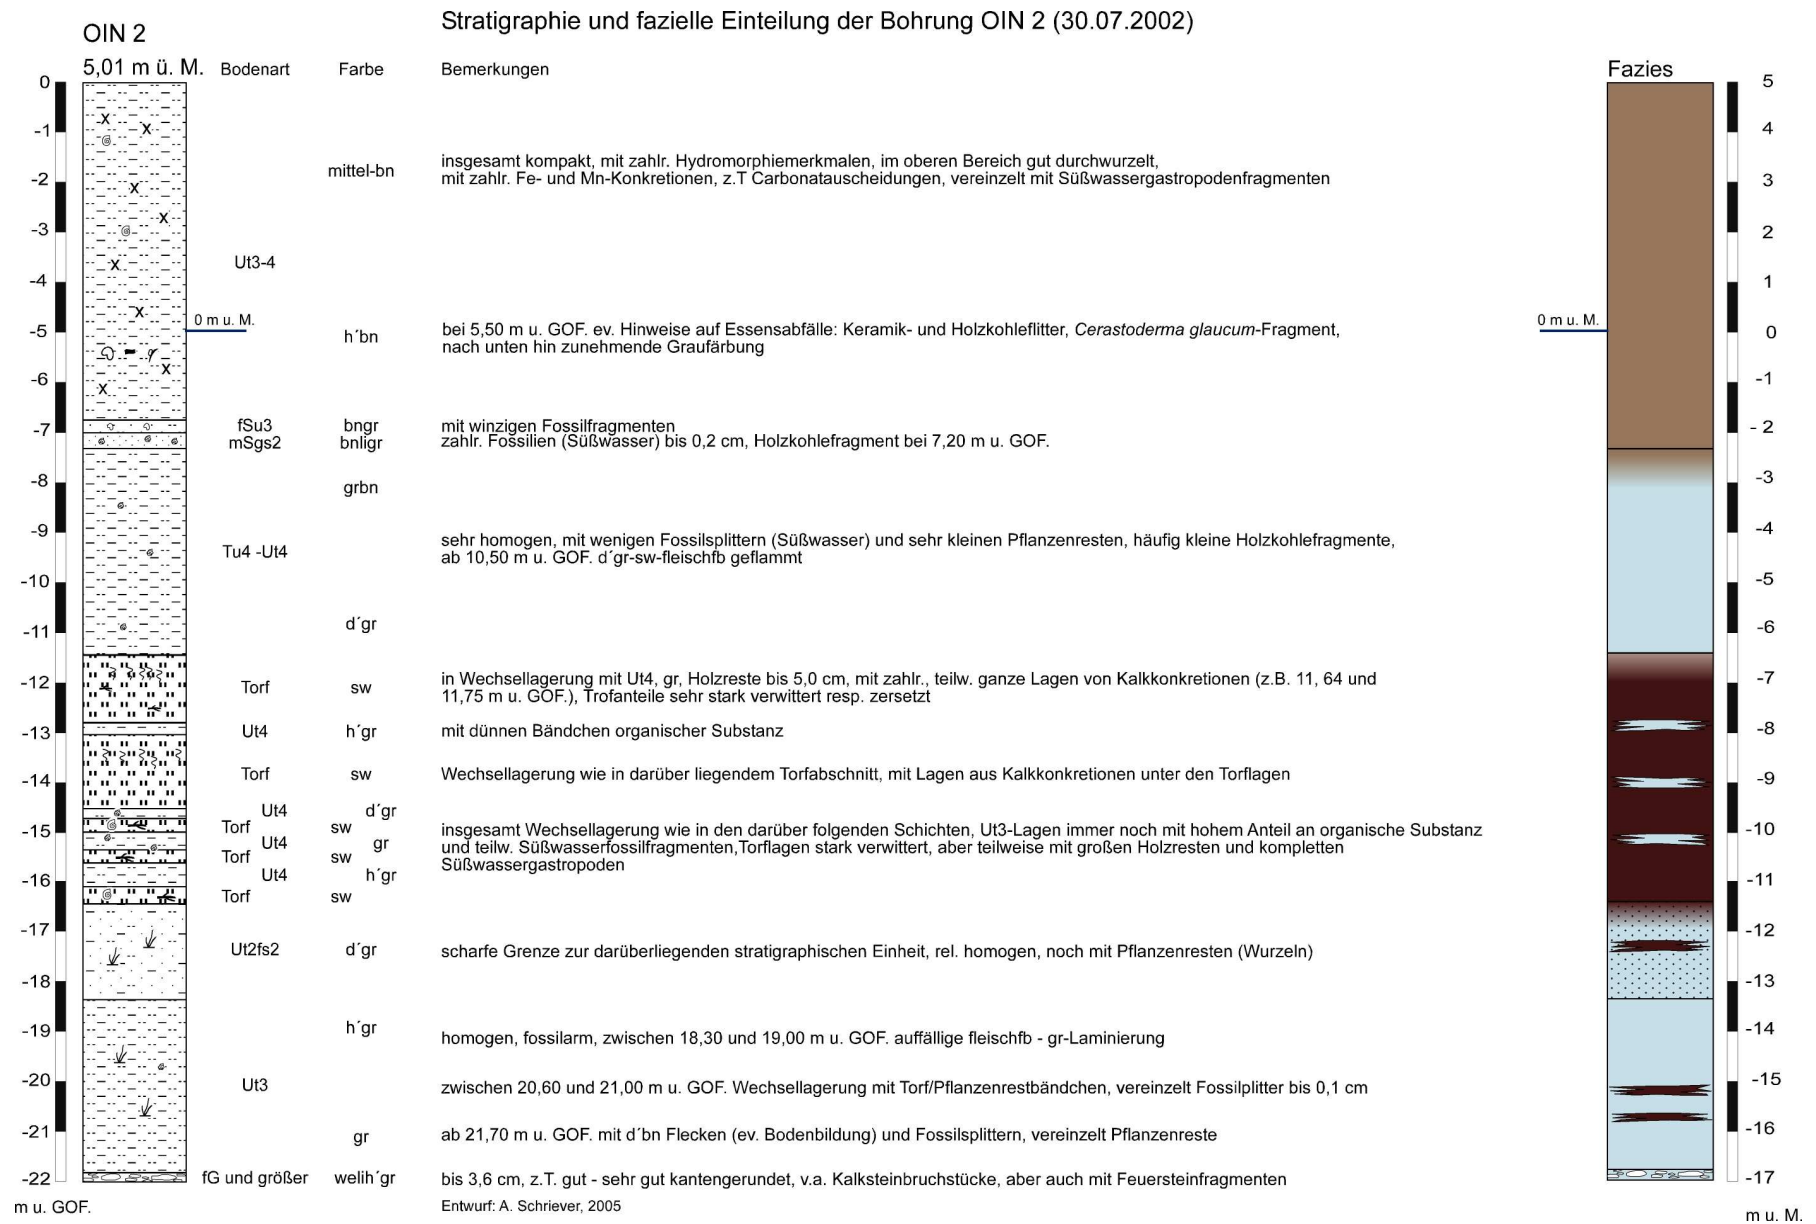 Stratigraphie und fazielle Einteilung der Bohrung OIN 2 (30.07.2002)
OIN 2
5,01 m ü. M. Bodenart Farbe Bemerkungen Fazies
0 5
-1 4
mittel-bn insgesamt kompakt, mit zahlr. Hydromorphiemerkmalen, im oberen Bereich gut durchwurzelt,
mit zahlr. Fe- und Mn-Konkretionen, z.T Carbonatauscheidungen, vereinzelt mit Süßwassergastropodenfragmenten
-2 3
-3 2
Ut3-4
-4 1
0 m u. M. 0 m u. M.
-5 0
h´bn bei 5,50 m u. GOF. ev. Hinweise auf Essensabfälle: Keramik- und Holzkohleflitter, Cerastoderma glaucum-Fragment,
nach unten hin zunehmende Graufärbung
-6 -1
fSu3 bngr mit winzigen Fossilfragmenten
-7 - 2
mSgs2 bnligr zahlr. Fossilien (Süßwasser) bis 0,2 cm, Holzkohlefragment bei 7,20 m u. GOF.
-8 -3
grbn
-9 -4
Tu4 -Ut4 sehr homogen, mit wenigen Fossilsplittern (Süßwasser) und sehr kleinen Pflanzenresten, häufig kleine Holzkohlefragmente,
ab 10,50 m u. GOF. d´gr-sw-fleischfb geflammt
-10 -5
d´gr
-11 -6
-12 -7
Torf sw in Wechsellagerung mit Ut4, gr, Holzreste bis 5,0 cm, mit zahlr., teilw. ganze Lagen von Kalkkonkretionen (z.B. 11, 64 und
11,75 m u. GOF.), Trofanteile sehr stark verwittert resp. zersetzt
-13 -8
Ut4 h´gr mit dünnen Bändchen organischer Substanz
Torf sw Wechsellagerung wie in darüber liegendem Torfabschnitt, mit Lagen aus Kalkkonkretionen unter den Torflagen
-14 -9
Ut4 d´gr
Torf sw
-15 -10
Ut4 gr
Torf sw
insgesamt Wechsellagerung wie in den darüber folgenden Schichten, Ut3-Lagen immer noch mit hohem Anteil an organische Substanz
und teilw. Süßwasserfossilfragmenten,Torflagen stark verwittert, aber teilweise mit großen Holzresten und kompletten
Süßwassergastropoden
Ut4 h´gr
-16 -11
Torf sw
-17 -12
Ut2fs2 d´gr scharfe Grenze zur darüberliegenden stratigraphischen Einheit, rel. homogen, noch mit Pflanzenresten (Wurzeln)
-18 -13
-19 -14
h´gr homogen, fossilarm, zwischen 18,30 und 19,00 m u. GOF. auffällige fleischfb - gr-Laminierung
-20 -15
Ut3 zwischen 20,60 und 21,00 m u. GOF. Wechsellagerung mit Torf/Pflanzenrestbändchen, vereinzelt Fossilplitter bis 0,1 cm
-21 -16
gr ab 21,70 m u. GOF. mit d´bn Flecken (ev. Bodenbildung) und Fossilsplittern, vereinzelt Pflanzenreste
-22 fG und größer welih´gr bis 3,6 cm, z.T. gut - sehr gut kantengerundet, v.a. Kalksteinbruchstücke, aber auch mit Feuersteinfragmenten -17
m u. GOF. Entwurf: A. Schriever, 2005 m u. M.